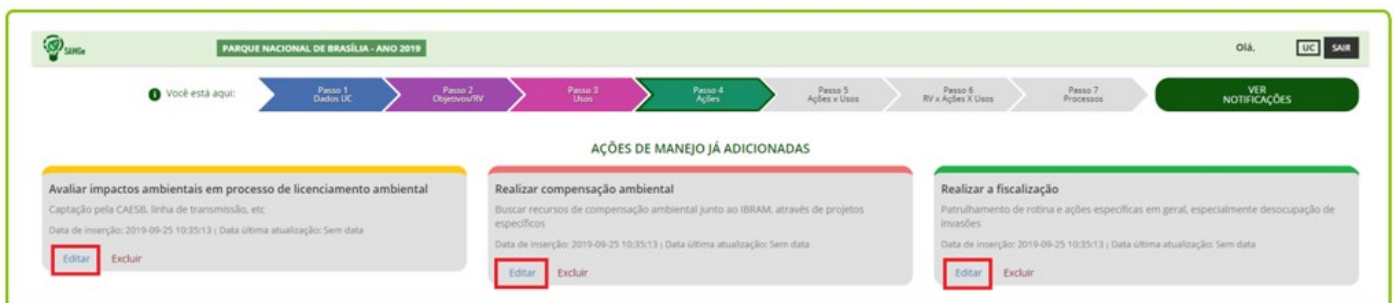 SAMGe
PARQUE NACIONAL DE BRASÍLIA - ANO 2019
Olá,
UC
SAIR
Você está aqui:
Passo 1
Dados UC
Passo 2
Objetivos/RV
Passo 3
Usos
Passo 4
Ações
Passo 5
Ações x Usos
Passo 6
RV x Ações X Usos
Passo 7
Processos
VER
NOTIFICAÇÕES
AÇÕES DE MANEJO JÁ ADICIONADAS
Avaliar impactos ambientais em processo de licenciamento ambiental
Captação pela CAESB, linha de transmissão, etc
Data de inserção: 2019-09-25 10:35:13 | Data última atualização: Sem data
Editar Excluir
Realizar compensação ambiental
Buscar recursos de compensação ambiental junto ao IBRAM, através de projetos
específicos
Data de inserção: 2019-09-25 10:35:13 | Data última atualização: Sem data
Editar Excluir
Realizar a fiscalização
Patrulhamento de rotina e ações específicas em geral, especialmente desocupação de
invasões
Data de inserção: 2019-09-25 10:35:13 | Data última atualização: Sem data
Editar Excluir